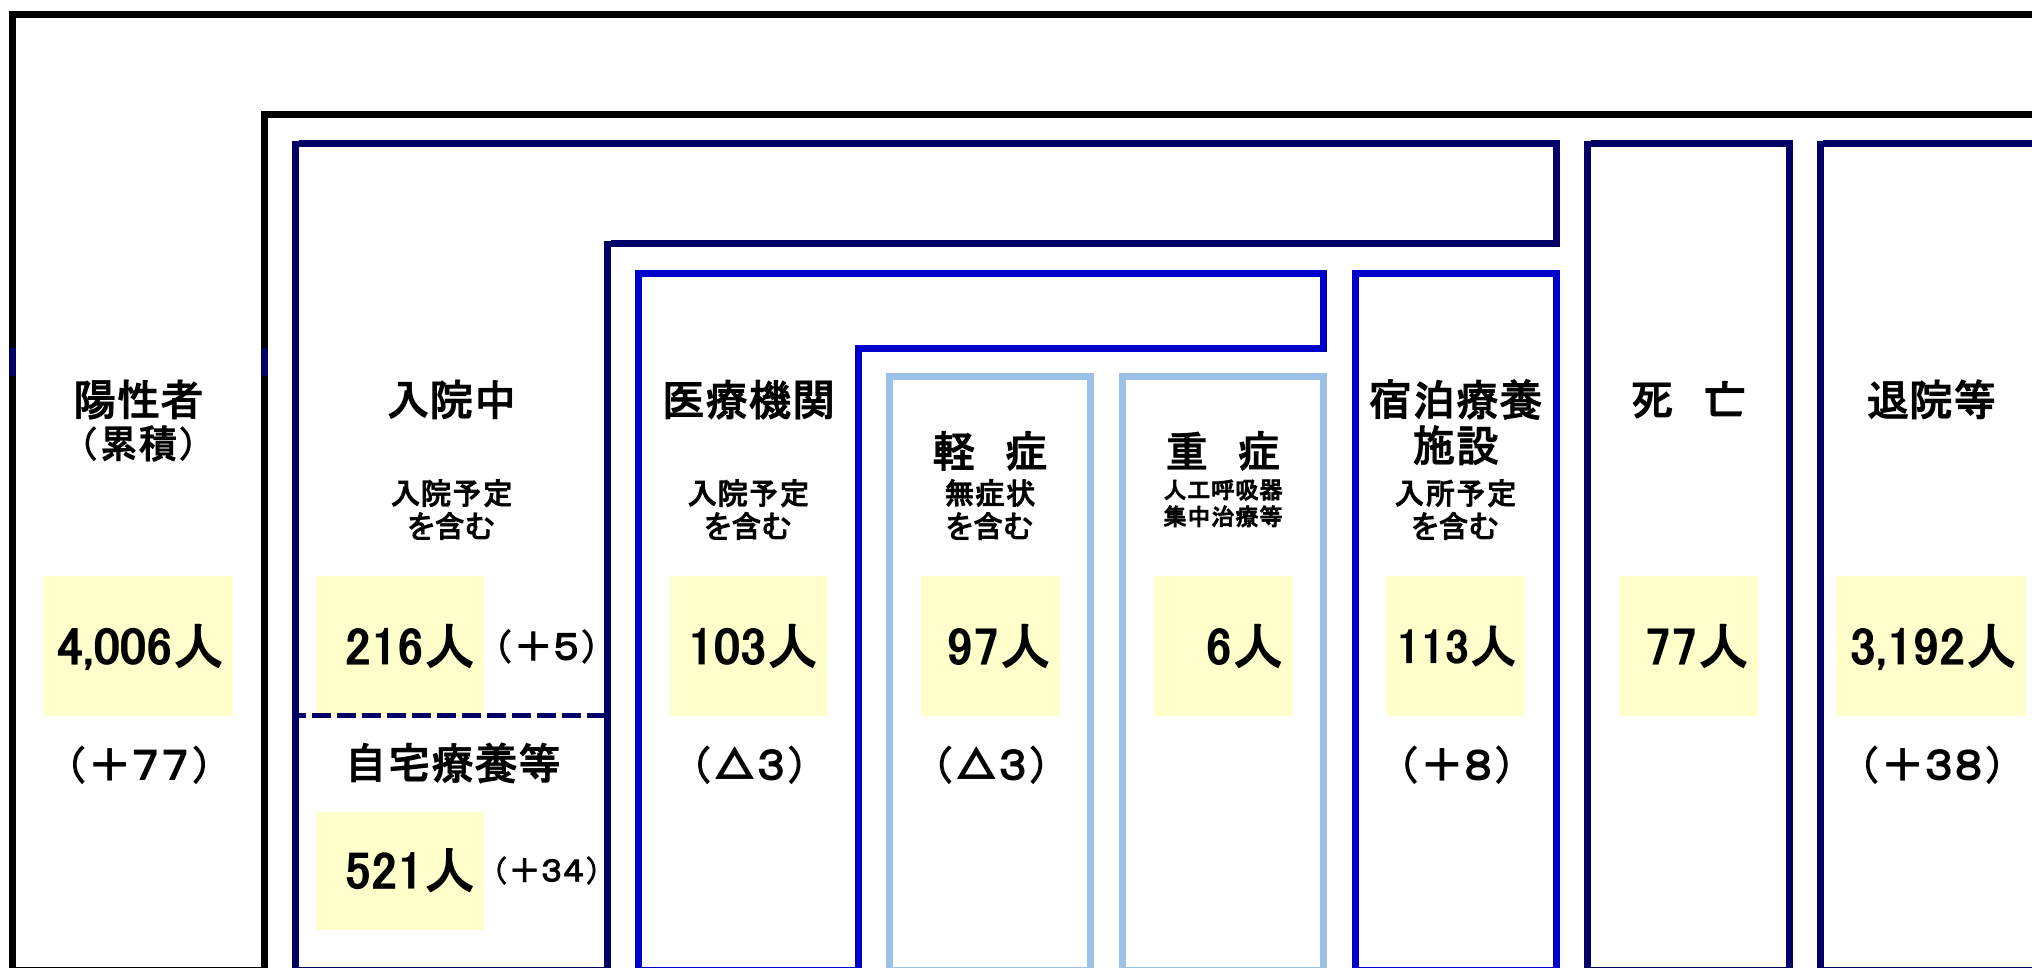 陽性者
（累積）
4,006人
（＋77）
入院中
入院予定
を含む
216人 （＋5）
自宅療養等
521人 （＋34）
医療機関
入院予定
を含む
103人
（△3）
軽　症
無症状
を含む
97人
（△3）
重　症
人工呼吸器
集中治療等
6人
宿泊療養
施設
入所予定
を含む
113人
（＋8）
死　亡
77人
退院等
3,192人
（＋38）